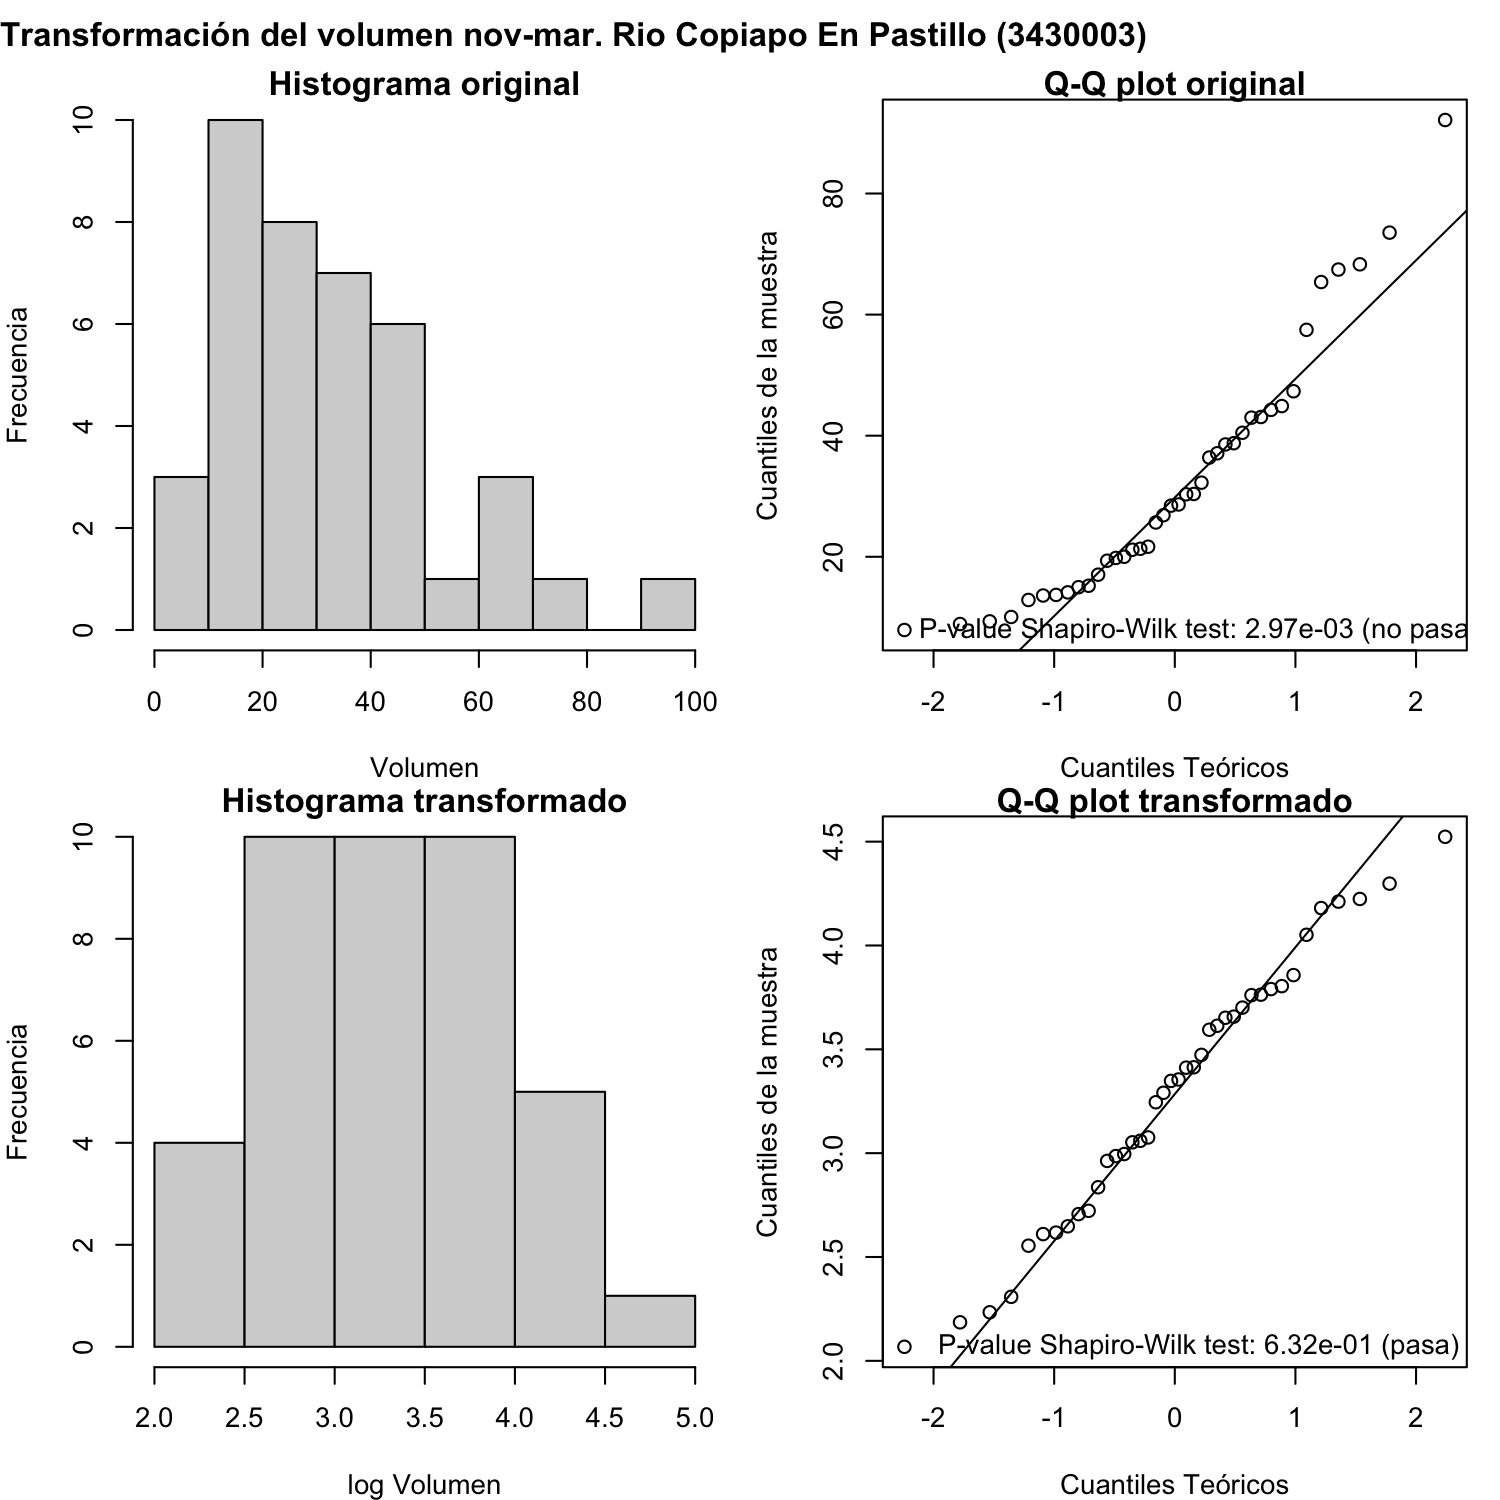 Transformación del volumen nov-mar. Rio Copiapo En Pastillo (3430003)
Histograma original
Frecuencia
0 2 4 6 8 10
0 20 40 60 80 100
Volumen
Q-Q plot original
Cuantiles de la muestra
20 40 60 80
P-value Shapiro-Wilk test: 2.97e-03 (no pasa
-2 -1 0 1 2
Cuantiles Teóricos
Histograma transformado
Frecuencia
0 2 4 6 8 10
2.0 2.5 3.0 3.5 4.0 4.5 5.0
log Volumen
Q-Q plot transformado
Cuantiles de la muestra
2.0 2.5 3.0 3.5 4.0 4.5
P-value Shapiro-Wilk test: 6.32e-01 (pasa)
-2 -1 0 1 2
Cuantiles Teóricos